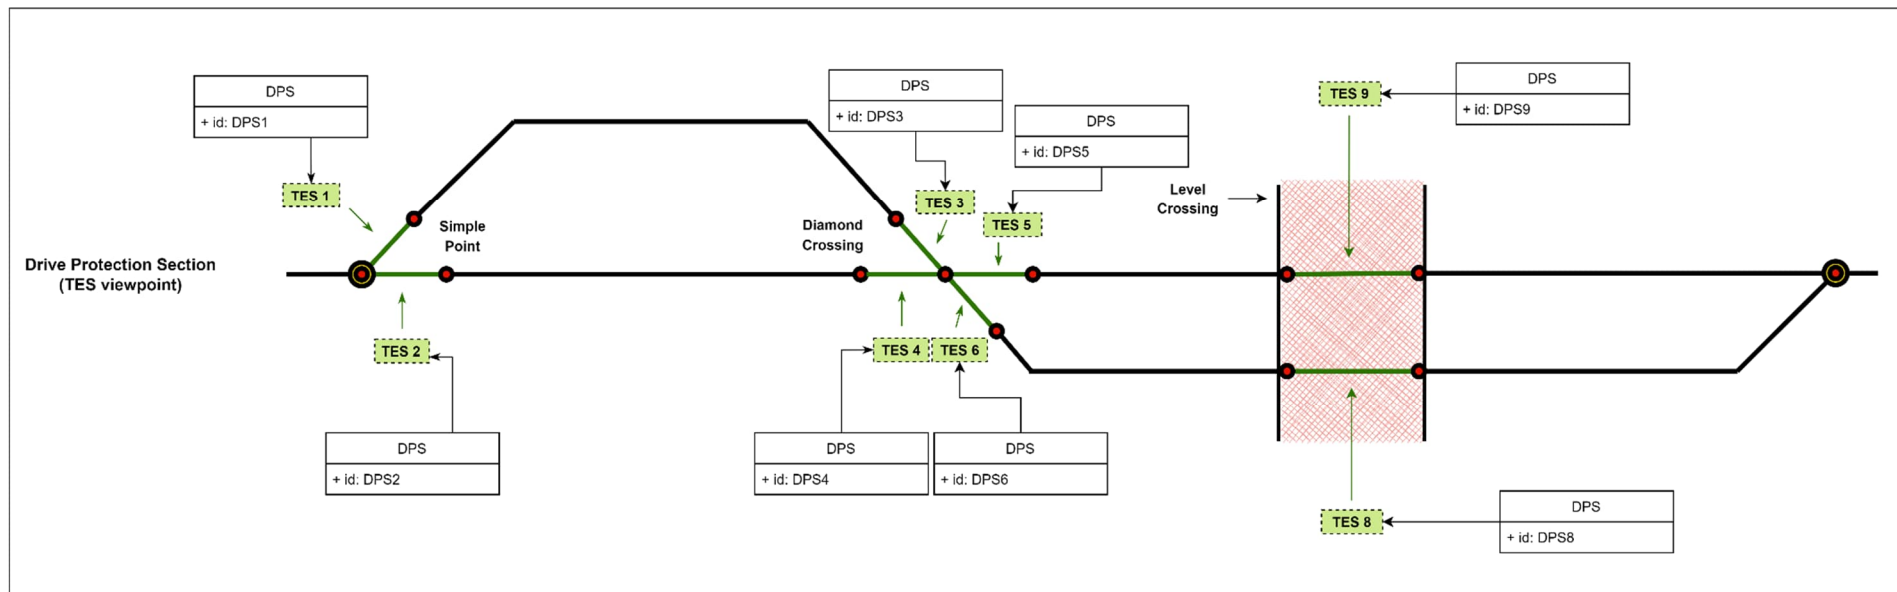 DPS
+ id: DPS1
DPS
+ id: DPS3
DPS
+ id: DPS5
TES 9
DPS
+ id: DPS9
TES 1
TES 3
TES 5
Level
Crossing
Simple
Point
Diamond
Crossing
Drive Protection Section
(TES viewpoint)
TES 2
TES 4
TES 6
DPS
+ id: DPS2
DPS
+ id: DPS4
DPS
+ id: DPS6
TES 8
DPS
+ id: DPS8